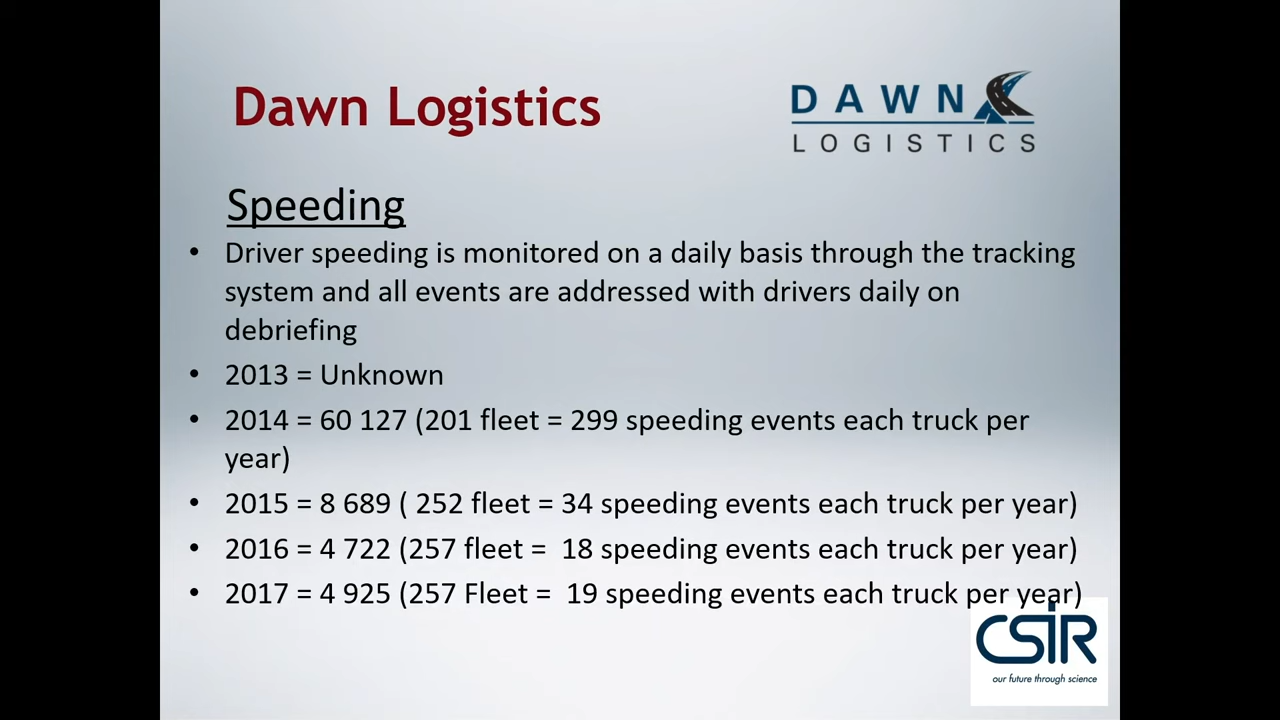 Dawn Logistics
DAWN
LOGISTICS
Speeding
• Driver speeding is monitored on a daily basis through the tracking
system and all events are addressed with drivers daily on
debriefing
• 2013 = Unknown
• 2014 = 60 127 (201 fleet = 299 speeding events each truck per
year)
• 2015 = 8 689 ( 252 fleet = 34 speeding events each truck per year)
• 2016 = 4 722 (257 fleet =  18 speeding events each truck per year)
• 2017 = 4 925 (257 Fleet =  19 speeding events each truck per year)
CSIR
our future through science